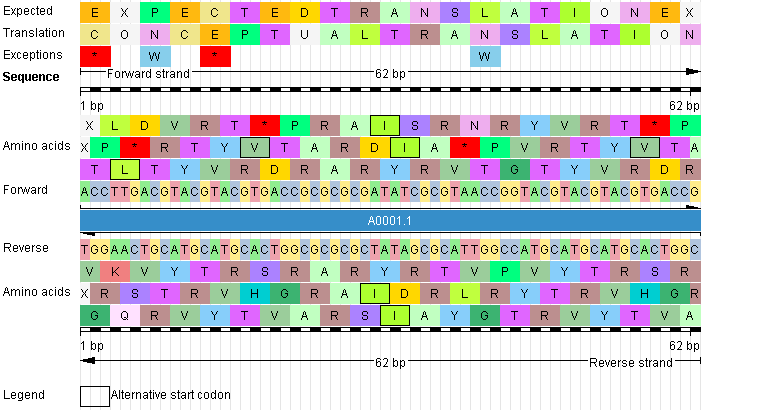 Expected E X P E C T E D T R A N S L A T I O N E X
Translation C O N C E P T U A L T R A N S L A T I O N
Exceptions * W * W
Forward strand 62 bp
Sequence
1 bp 62 bp
X L D V R T * P R A I S R N R Y V R T * P
Amino acids X P * R T Y V T A R D I A * P V R T Y V T A
T L T Y V R D R A R Y R V T G T Y V R D R
Forward ACCTTGACGTACGTACGTGACCGCGCGCGATATCGCGTAACCGGTACGTACGTACGTGACCG
A0001.1
Reverse TGGAACTGCATGCATGCACTGGCGCGCGCTATAGCGCATTGGCCATGCATGCATGCACTGGC
V K V Y T R S R A R Y R T V P V Y T R S R
Amino acids X R S T R V H G R A I D R L R Y T R V H G R
G Q R V Y T V A R S I A Y G T R V Y T V A
1 bp 62 bp
62 bp Reverse strand
Legend Alternative start codon